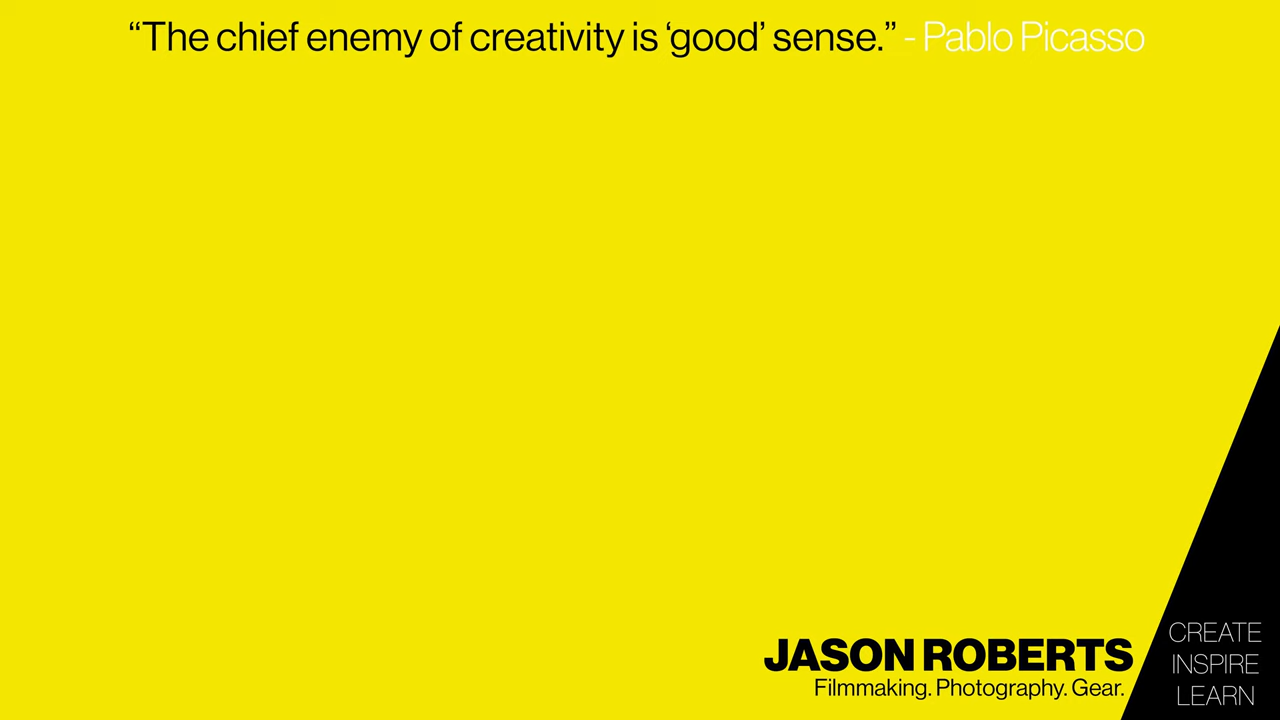 “The chief enemy of creativity is ‘good’ sense.” - Pablo Picasso
JASON ROBERTS
Filmmaking. Photography. Gear.
CREATE
INSPIRE
LEARN